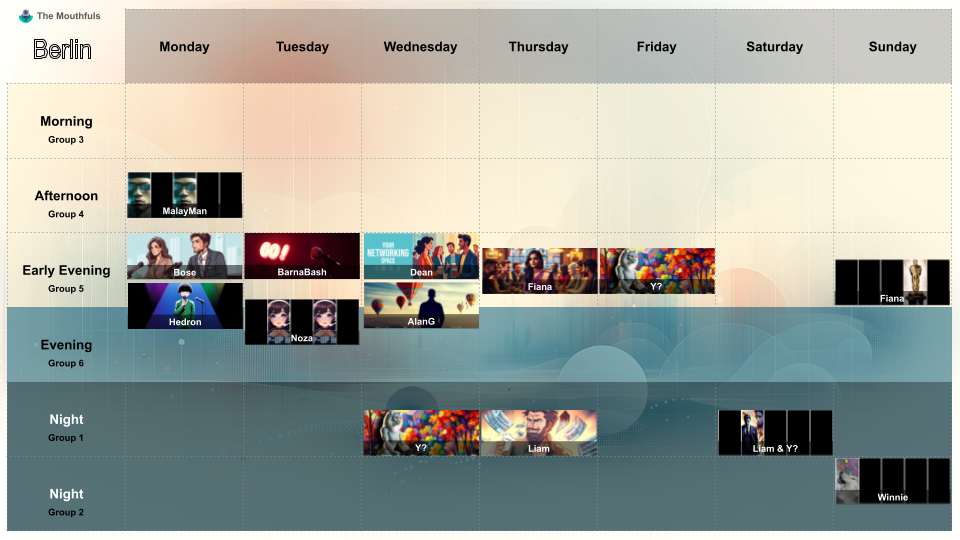 The Mouthfuls
Berlin
Monday
Tuesday
Wednesday
Thursday
Friday
Saturday
Sunday
Morning
Group 3
Afternoon
Group 4
MalayMan
Early Evening
Group 5
Bose
BarnaBash
YOUR
NETWORKING
SPACE
Dean
Fiana
Y?
Fiana
Hedron
Noza
AlanG
Evening
Group 6
Night
Group 1
Y?
Liam
Liam & Y?
Night
Group 2
Winnie